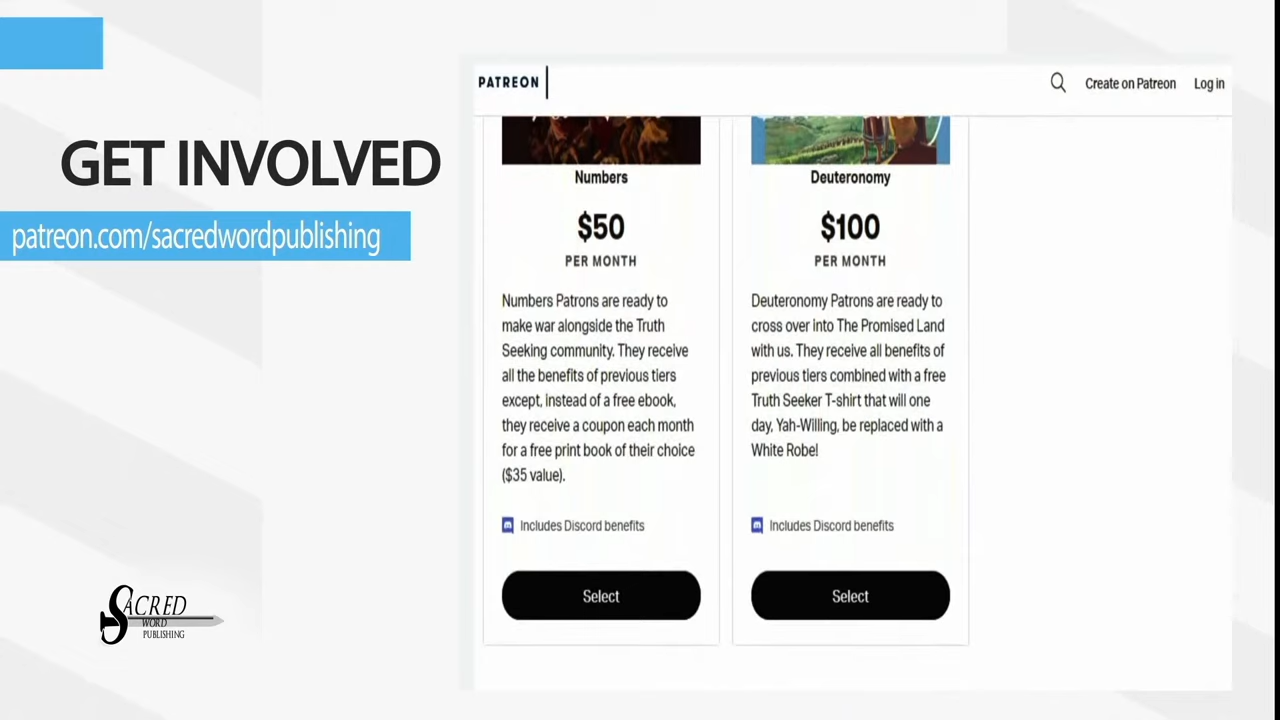 GET INVOLVED
patreon.com/sacredwordpublishing
SACRED
WORD
PUBLISHING
PATREON
Create on Patreon
Log in
Numbers
$50
PER MONTH
Numbers Patrons are ready to
make war alongside the Truth
Seeking community. They receive
all the benefits of previous tiers
except, instead of a free ebook,
they receive a coupon each month
for a free print book of their choice
($35 value).
Includes Discord benefits
Select
Deuteronomy
$100
PER MONTH
Deuteronomy Patrons are ready to
cross over into The Promised Land
with us. They receive all benefits of
previous tiers combined with a free
Truth Seeker T-shirt that will one
day, Yah-Willing, be replaced with a
White Robe!
Includes Discord benefits
Select